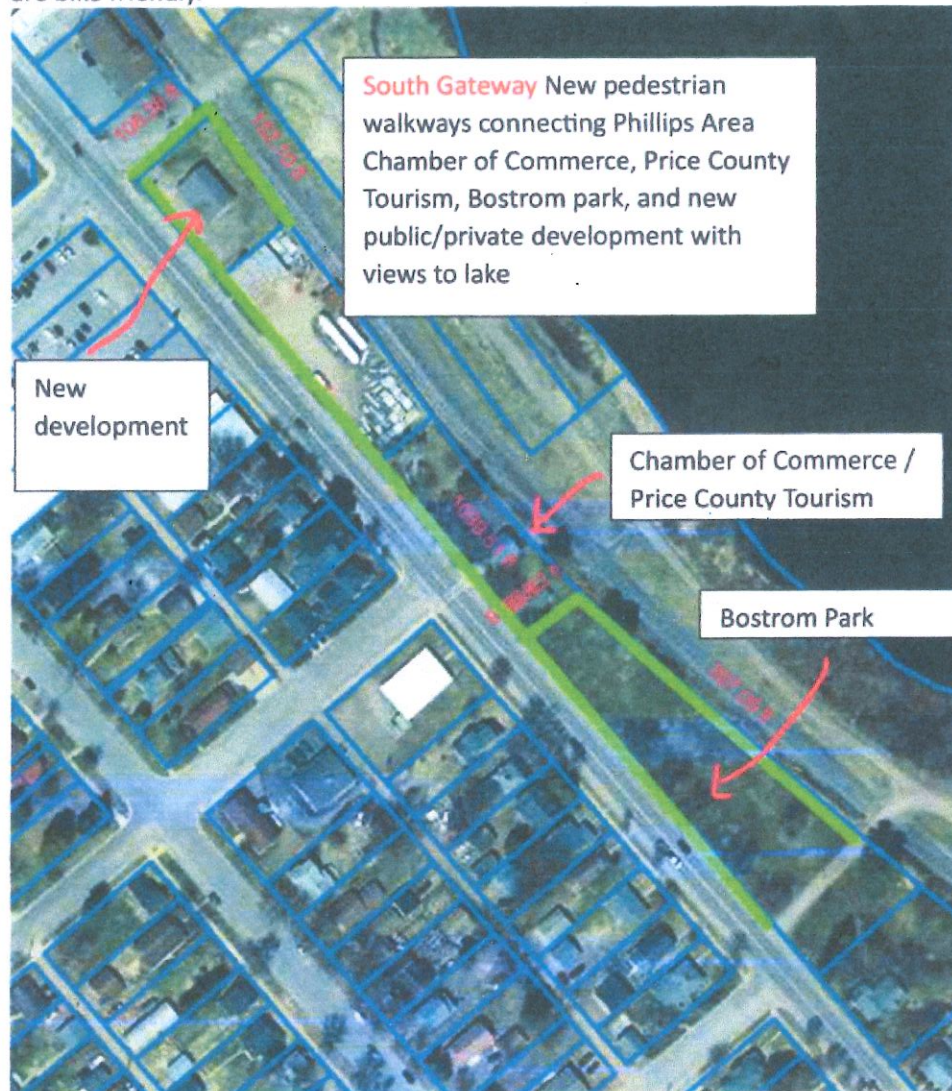 South Gateway New pedestrian
walkways connecting Phillips Area
Chamber of Commerce, Price County
Tourism, Bostrom park, and new
public/private development with
views to lake
New
development
Chamber of Commerce /
Price County Tourism
Bostrom Park